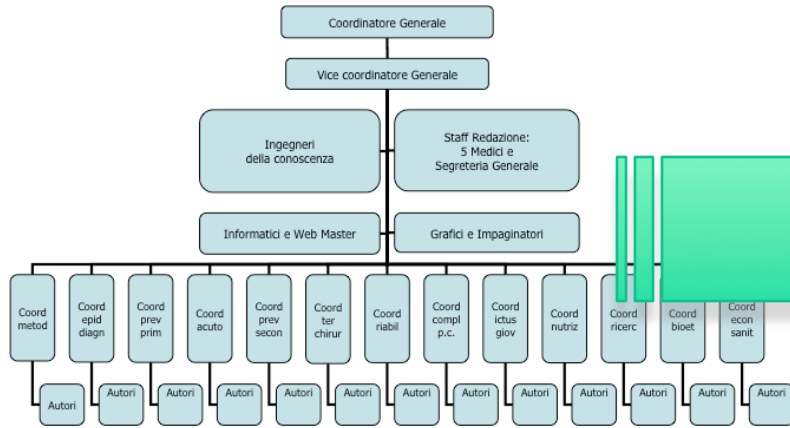 Coordinatore Generale
Vice coordinatore Generale
Ingegneri
della conoscenza
Staff Redazione:
5 Medici e
Segreteria Generale
Informatici e Web Master
Grafici e Impaginatori
Coord
metod
Coord
epid
diagn
Coord
prev
prim
Coord
acuto
Coord
prev
secon
Coord
ter
chirur
Coord
riabil
Coord
compl
p.c.
Coord
ictus
giov
Coord
nutriz
Coord
ricerc
Coord
bioet
Coord
econ
sanit
Autori
Autori
Autori
Autori
Autori
Autori
Autori
Autori
Autori
Autori
Autori
Autori
Autori